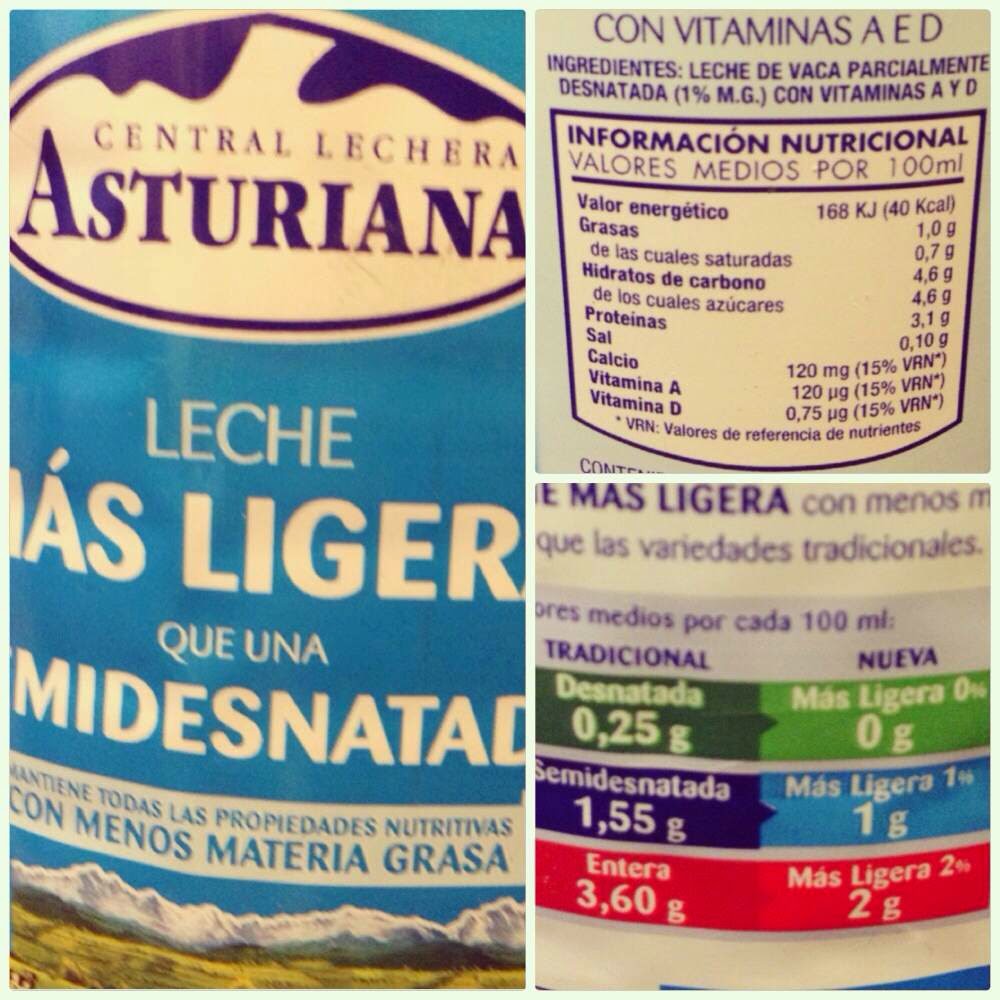 CENTRAL LECHERA
ASTURIANA
LECHE
ÁS LIGER
QUE UNA
MIDESNATAD
MANTIENE TODAS LAS PROPIEDADES NUTRITIVAS
CON MENOS MATERIA GRASA
CON VITAMINAS A E D
INGREDIENTES: LECHE DE VACA PARCIALMENTE
DESNATADA (1% M.G.) CON VITAMINAS A Y D
INFORMACIÓN NUTRICIONAL
VALORES MEDIOS POR 100ml
Valor energético 168 KJ (40 Kcal)
Grasas 1,0 g
de las cuales saturadas 0,7 g
Hidratos de carbono 4,6 g
de los cuales azúcares 4,6 g
Proteínas 3,1 g
Sal 0,10 g
Calcio 120 mg (15% VRN*)
Vitamina A 120 µg (15% VRN*)
Vitamina D 0,75 µg (15% VRN*)
* VRN: Valores de referencia de nutrientes
E MÁS LIGERA con menos m
que las variedades tradicionales.
ores medios por cada 100 ml:
TRADICIONAL NUEVA
Desnatada Más Ligera 0%
0,25 g 0 g
Semidesnatada Más Ligera 1%
1,55 g 1 g
Entera Más Ligera 2%
3,60 g 2 g